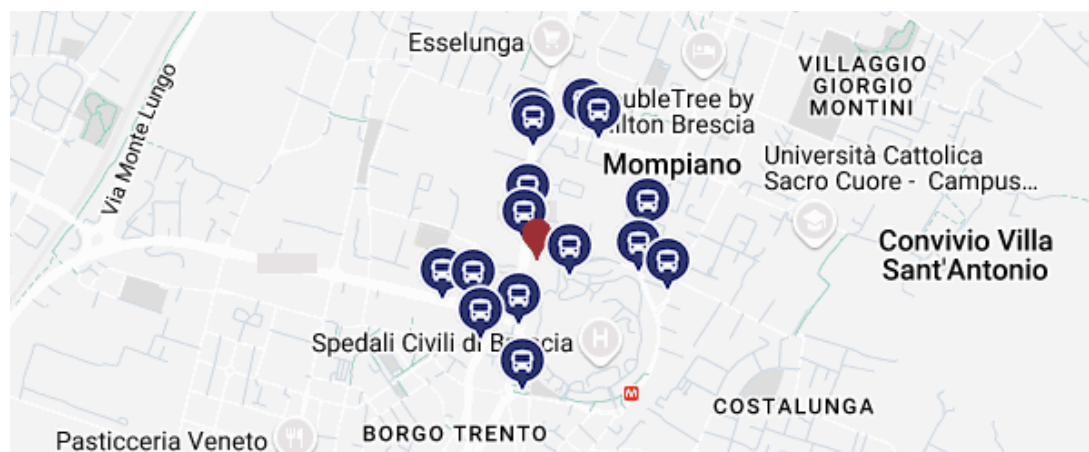 Esselunga
VILLAGGIO
GIORGIO
MONTINI
Via Monte Lungo
oubleTree by
ilton Brescia
Mompiano
Università Cattolica
Sacro Cuore - Campus...
Convivio Villa
Sant'Antonio
Spedali Civili di B scia
H
M
COSTALUNGA
BORGO TRENTO
Pasticceria Veneto